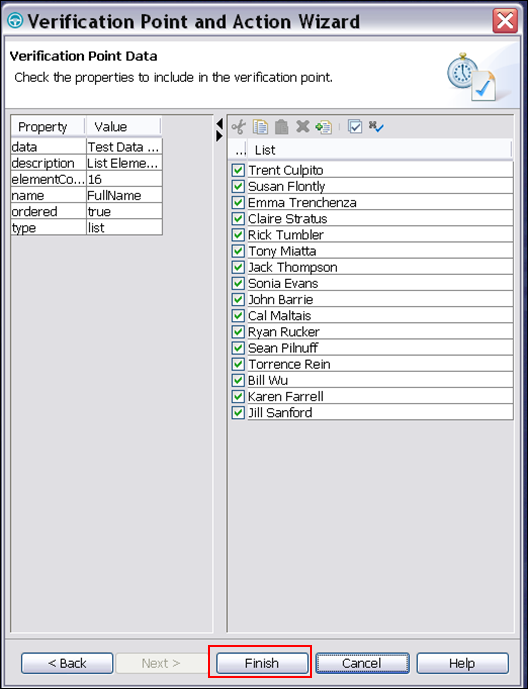 Verification Point and Action Wizard
Verification Point Data
Check the properties to include in the verification point.
Property Value
data Test Data ...
description List Eleme...
elementCo... 16
name FullName
ordered true
type list
... List
Trent Culpito
Susan Flontly
Emma Trenchenza
Claire Stratus
Rick Tumbler
Tony Miatta
Jack Thompson
Sonia Evans
John Barrie
Cal Maltais
Ryan Rucker
Sean Pilnuff
Torrence Rein
Bill Wu
Karen Farrell
Jill Sanford
< Back Next > Finish Cancel Help